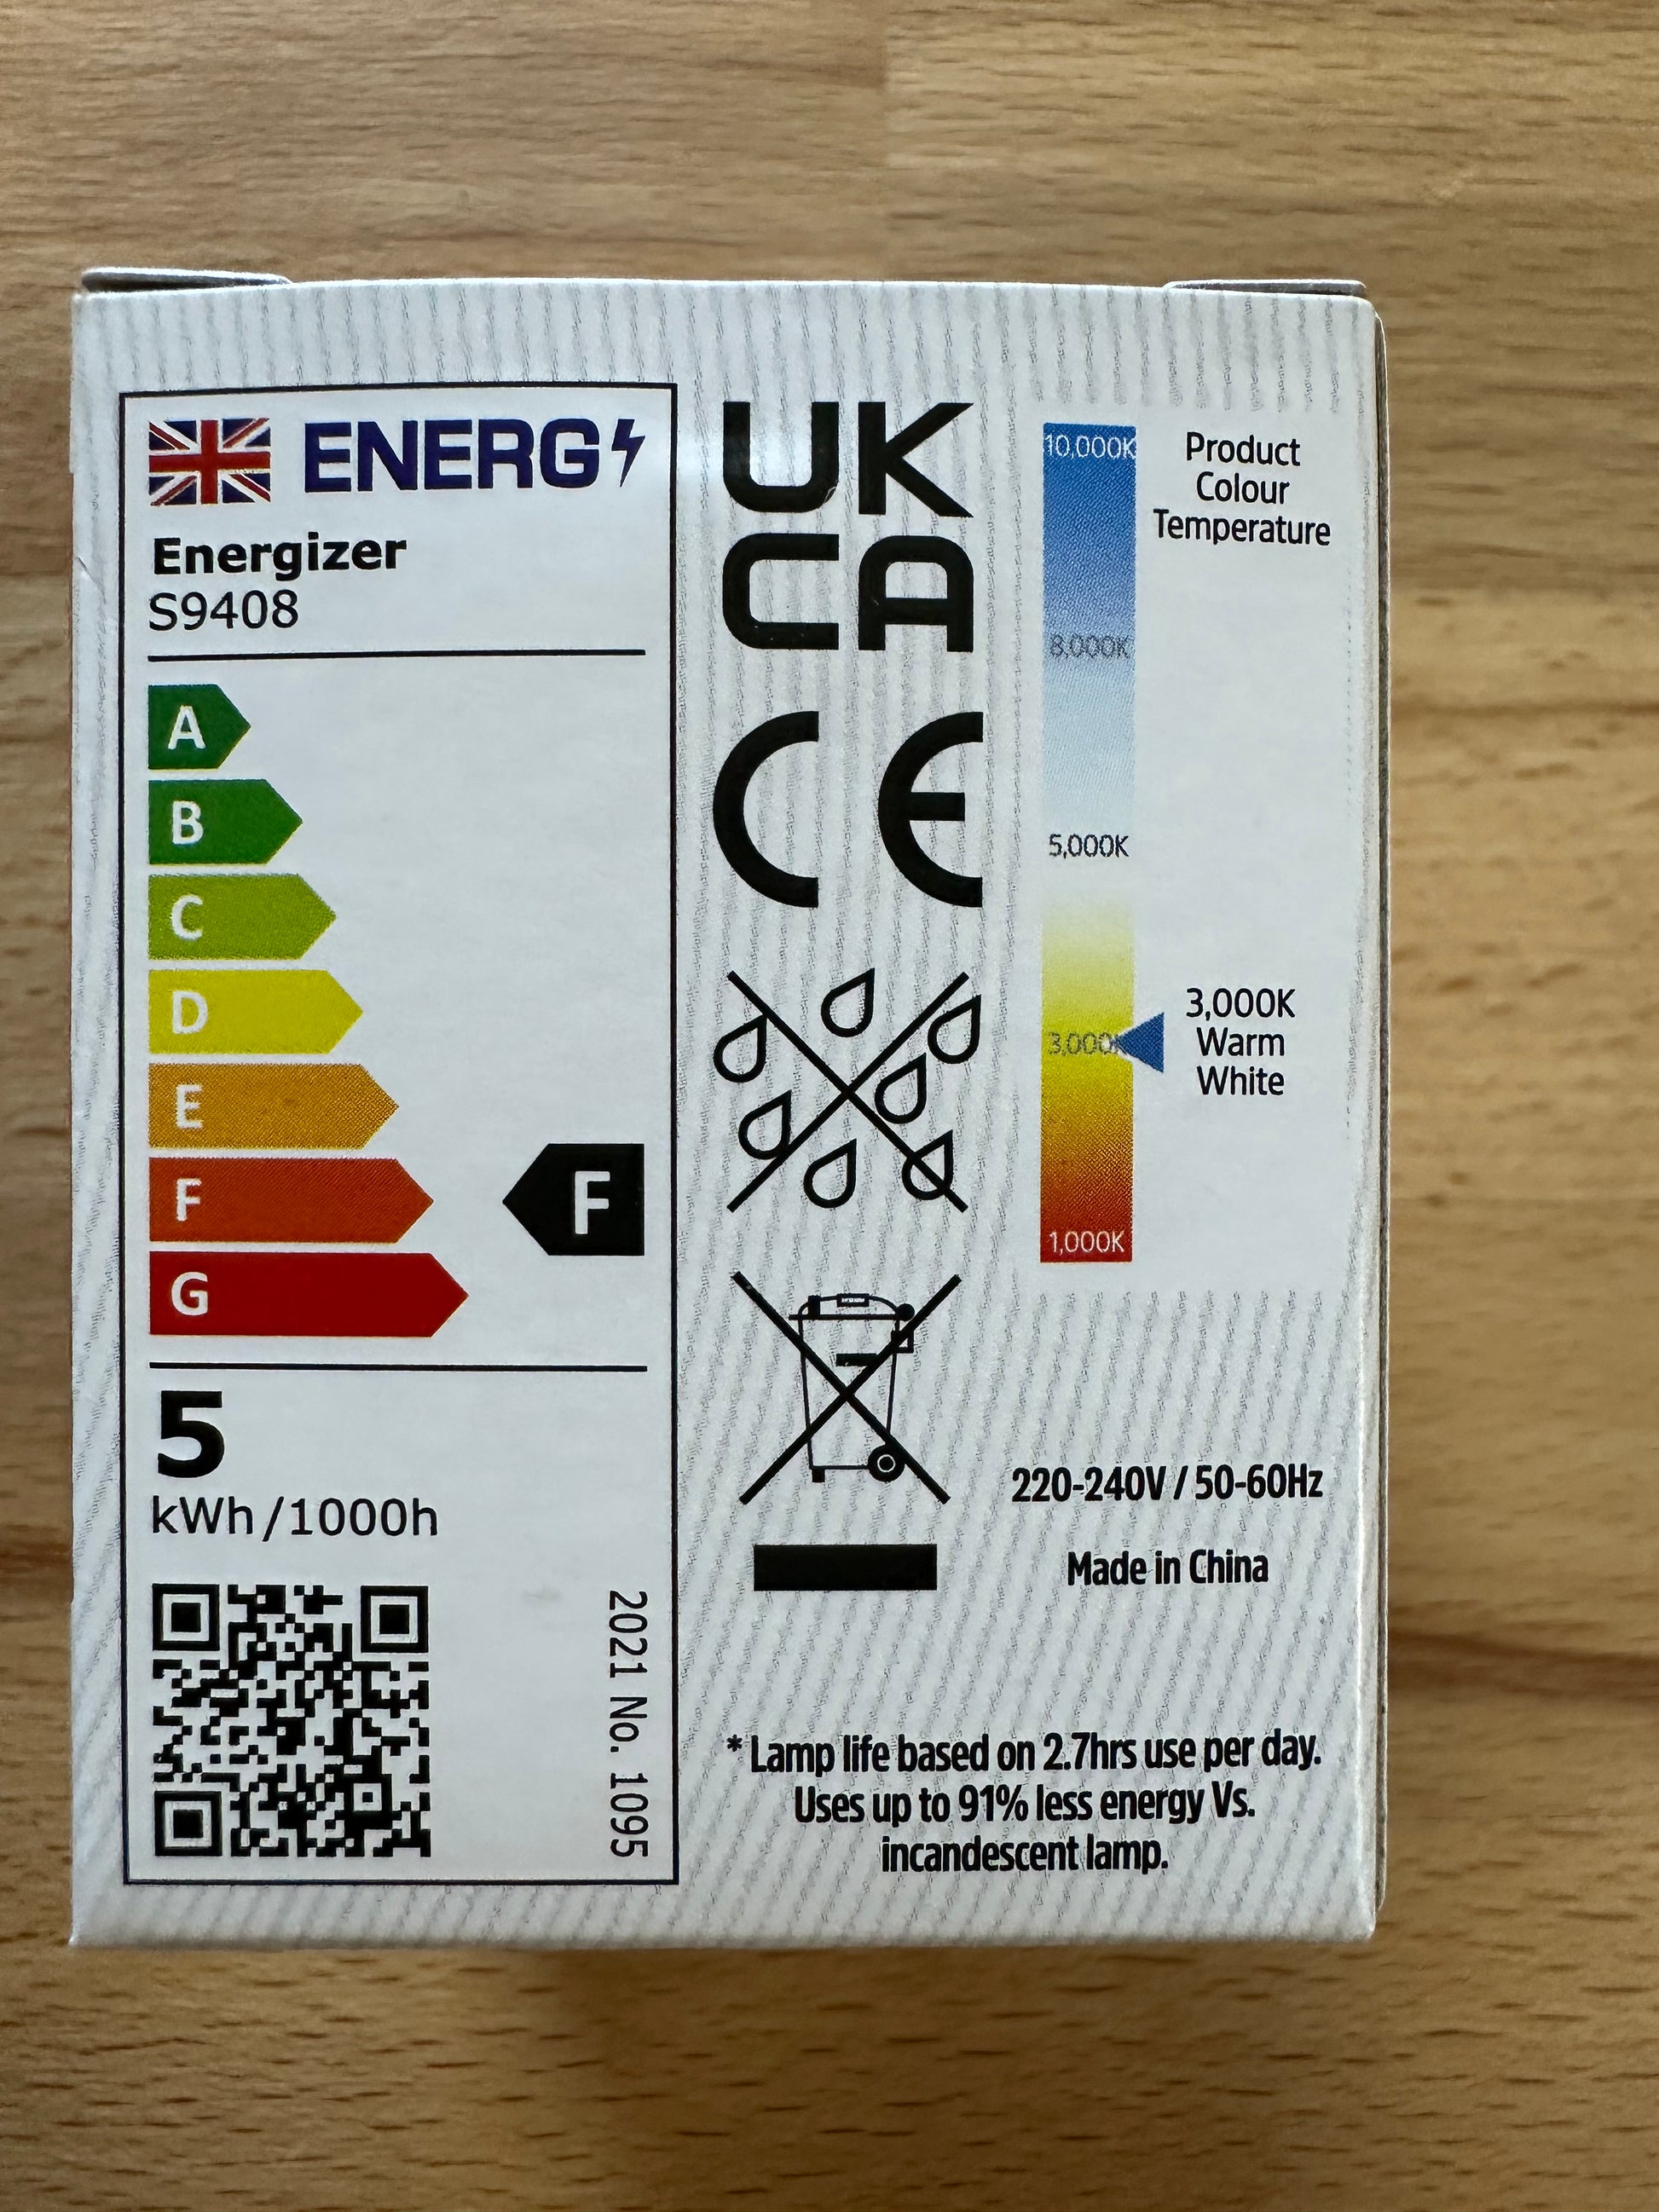 ENERG
Energizer
S9408
A
B
C
D
E
F
F
G
5
kWh/1000h
2021 No. 1095
UK
CA
CE
10,000K
8,000K
5,000K
3,000K
1,000K
Product
Colour
Temperature
3,000K
Warm
White
220-240V / 50-60Hz
Made in China
* Lamp life based on 2.7hrs use per day.
Uses up to 91% less energy Vs.
incandescent lamp.